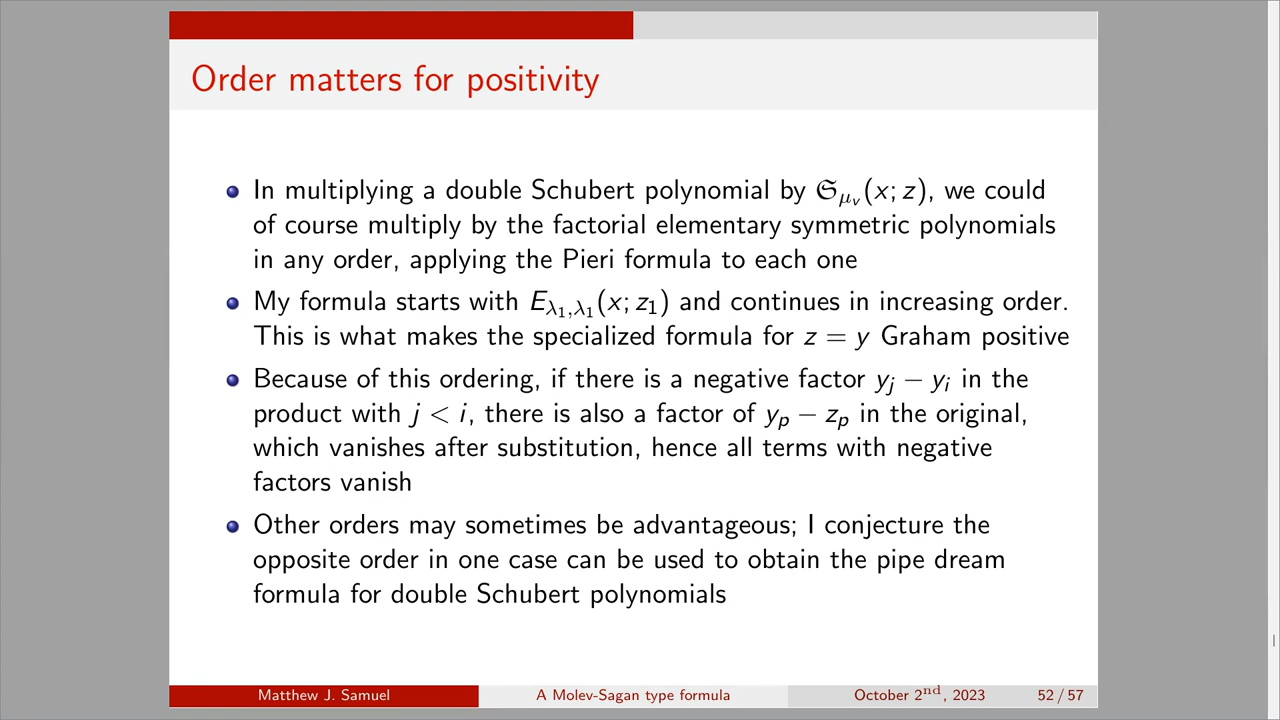 Order matters for positivity
In multiplying a double Schubert polynomial by 𝔖_{μ_v}(x; z), we could
of course multiply by the factorial elementary symmetric polynomials
in any order, applying the Pieri formula to each one
My formula starts with E_{λ_1,λ_1}(x; z_1) and continues in increasing order.
This is what makes the specialized formula for z = y Graham positive
Because of this ordering, if there is a negative factor y_j − y_i in the
product with j < i, there is also a factor of y_p − z_p in the original,
which vanishes after substitution, hence all terms with negative
factors vanish
Other orders may sometimes be advantageous; I conjecture the
opposite order in one case can be used to obtain the pipe dream
formula for double Schubert polynomials
Matthew J. Samuel A Molev-Sagan type formula October 2nd, 2023 52 / 57